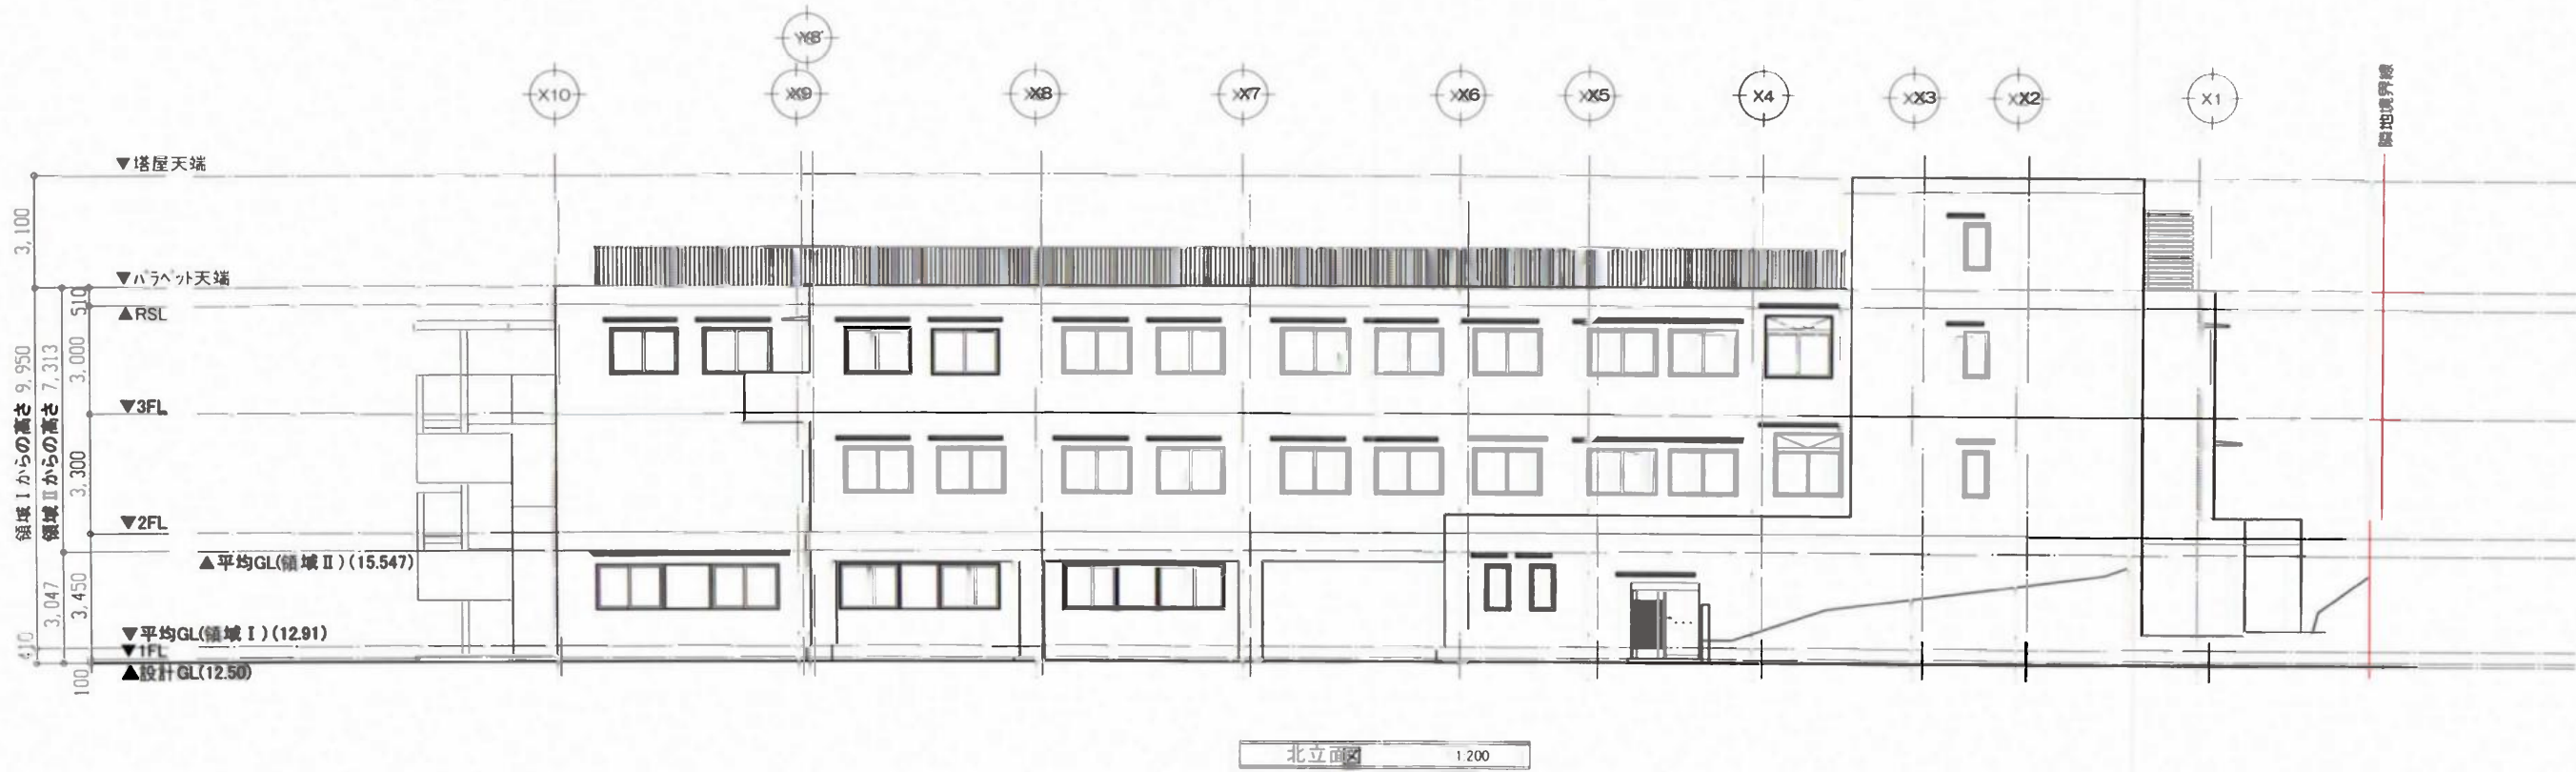 Y8
X10
X9
X8
X7
X6
X5
X4
X3
X2
X1
隣地境界線
▼塔屋天端
3,100
▼パラペット天端
510
▲RSL
3,000
領域Ⅰからの高さ 9,950
領域Ⅱからの高さ 7,313
▼3FL
3,300
▼2FL
▲平均GL(領域Ⅱ)(15.547)
3,047
3,450
▼平均GL(領域Ⅰ)(12.91)
410
▼1FL
▲設計GL(12.50)
100
北立面図 1:200